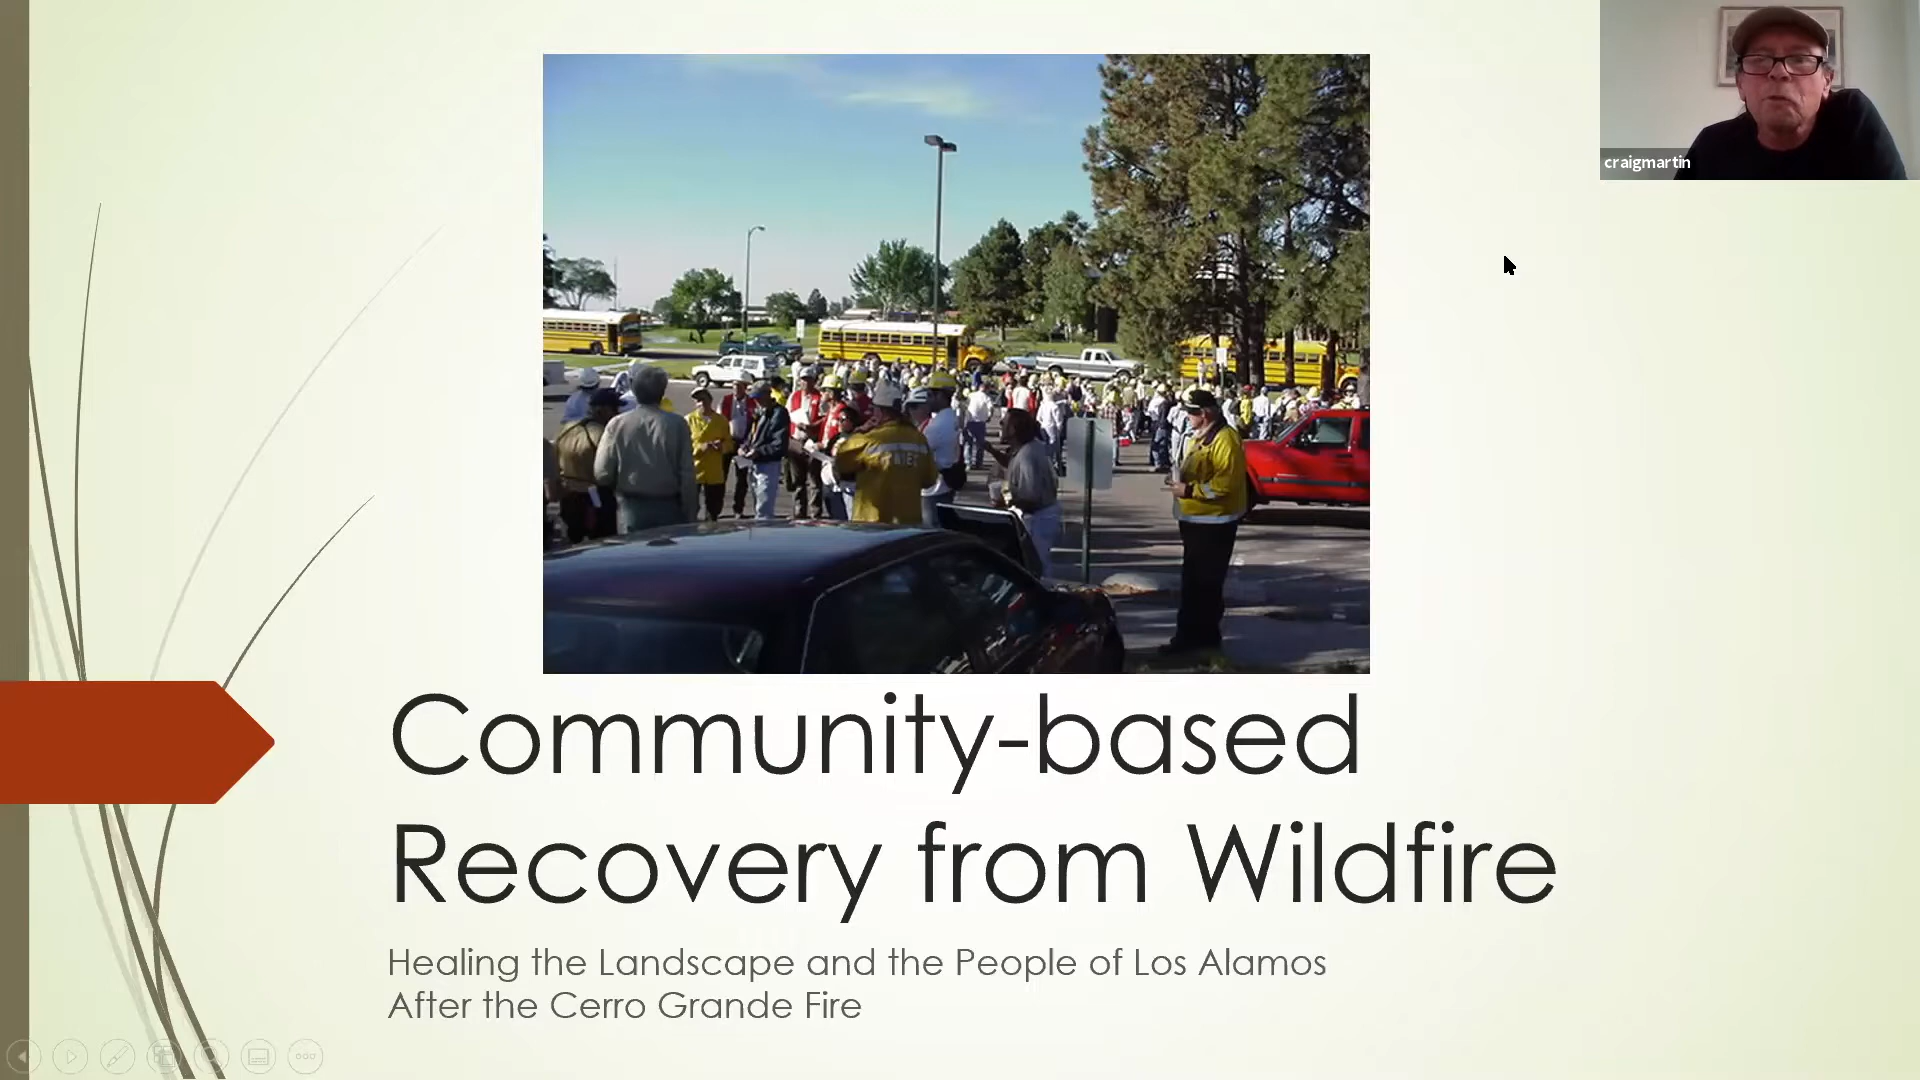 craigmartin
Community-based
Recovery from Wildfire
Healing the Landscape and the People of Los Alamos
After the Cerro Grande Fire